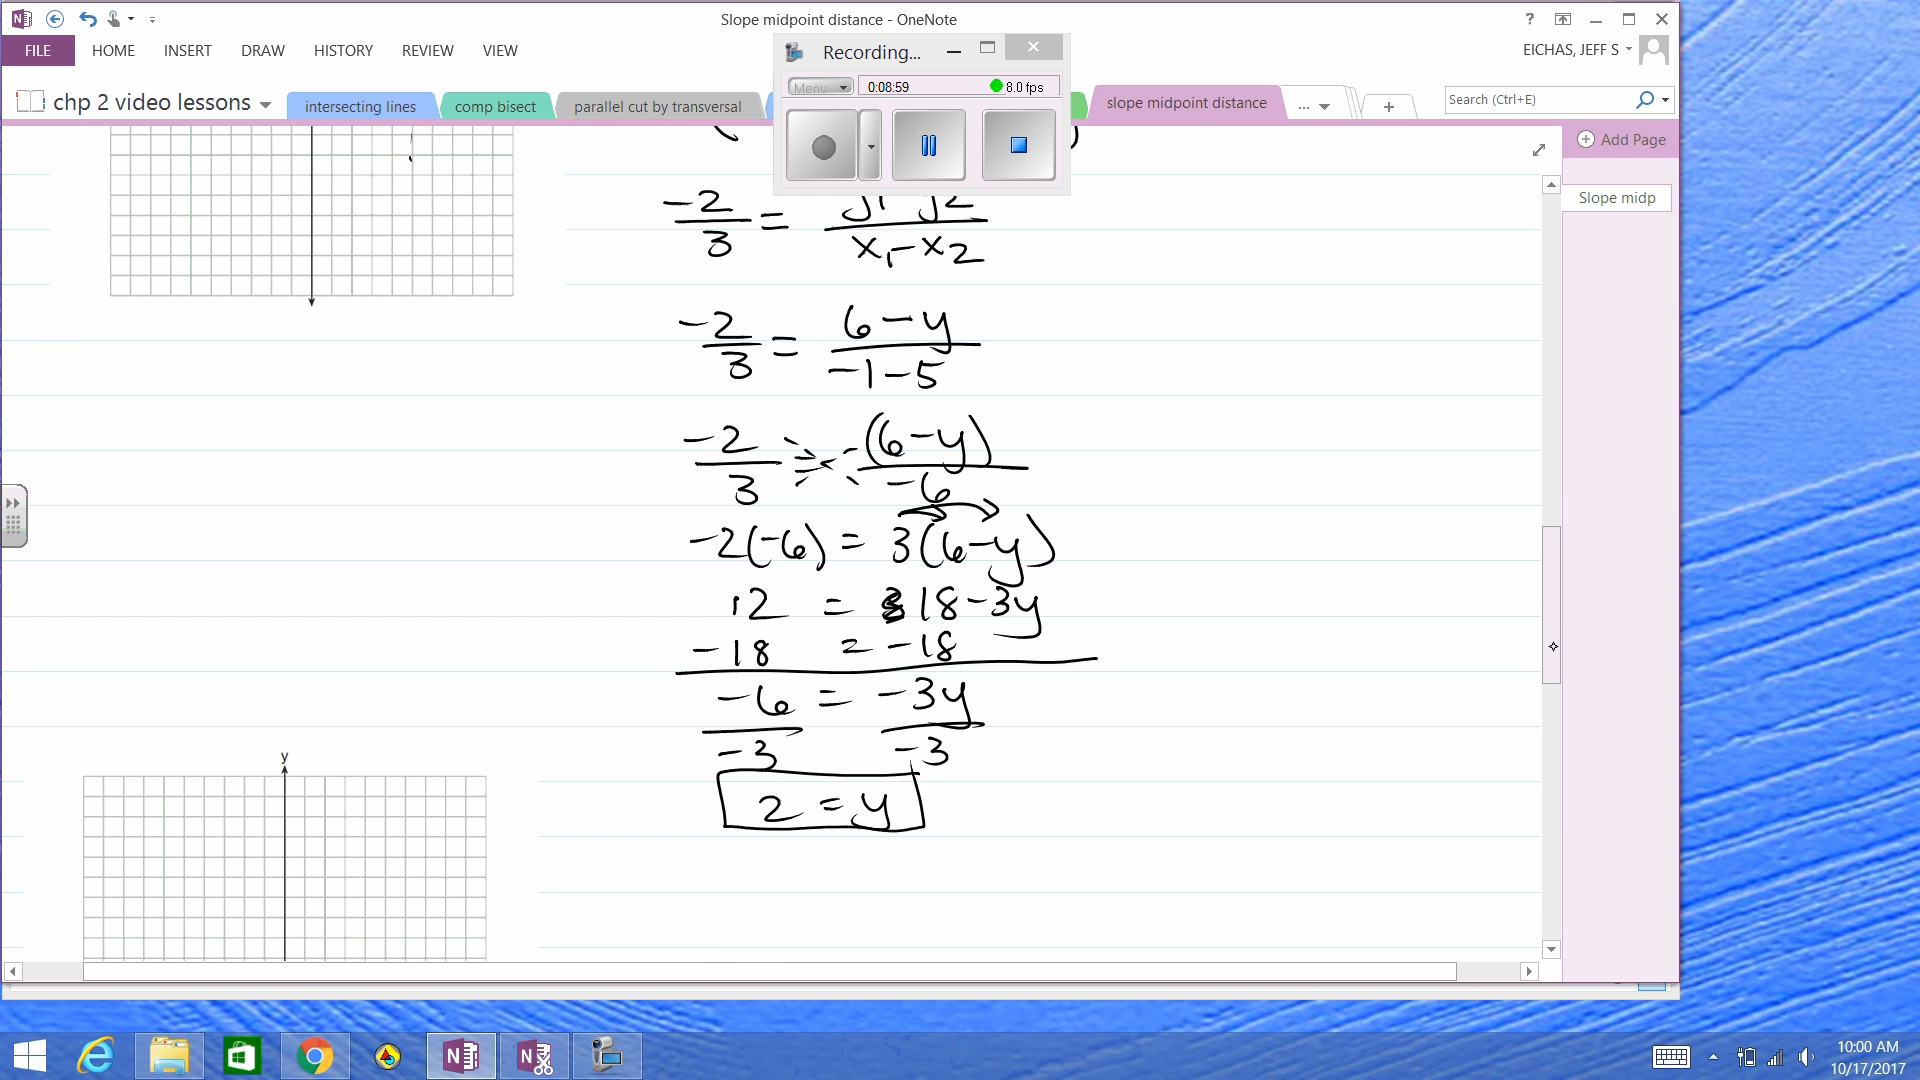 Slope midpoint distance - OneNote
?
FILE HOME INSERT DRAW HISTORY REVIEW VIEW
EICHAS, JEFF S
Recording...
Menu 0:08:59 8.0 fps
chp 2 video lessons
intersecting lines
comp bisect
parallel cut by transversal
slope midpoint distance
...
Search (Ctrl+E)
Add Page
Slope midp
-2/3 = y1 - y2 / x1 - x2
-2/3 = 6 - y / -1 - 5
-2/3 = (6 - y) / -6
-2(-6) = 3(6-y)
12 = 18 - 3y
-18 = -18
-6 = -3y
-3 -3
2 = y
y
10:00 AM
10/17/2017